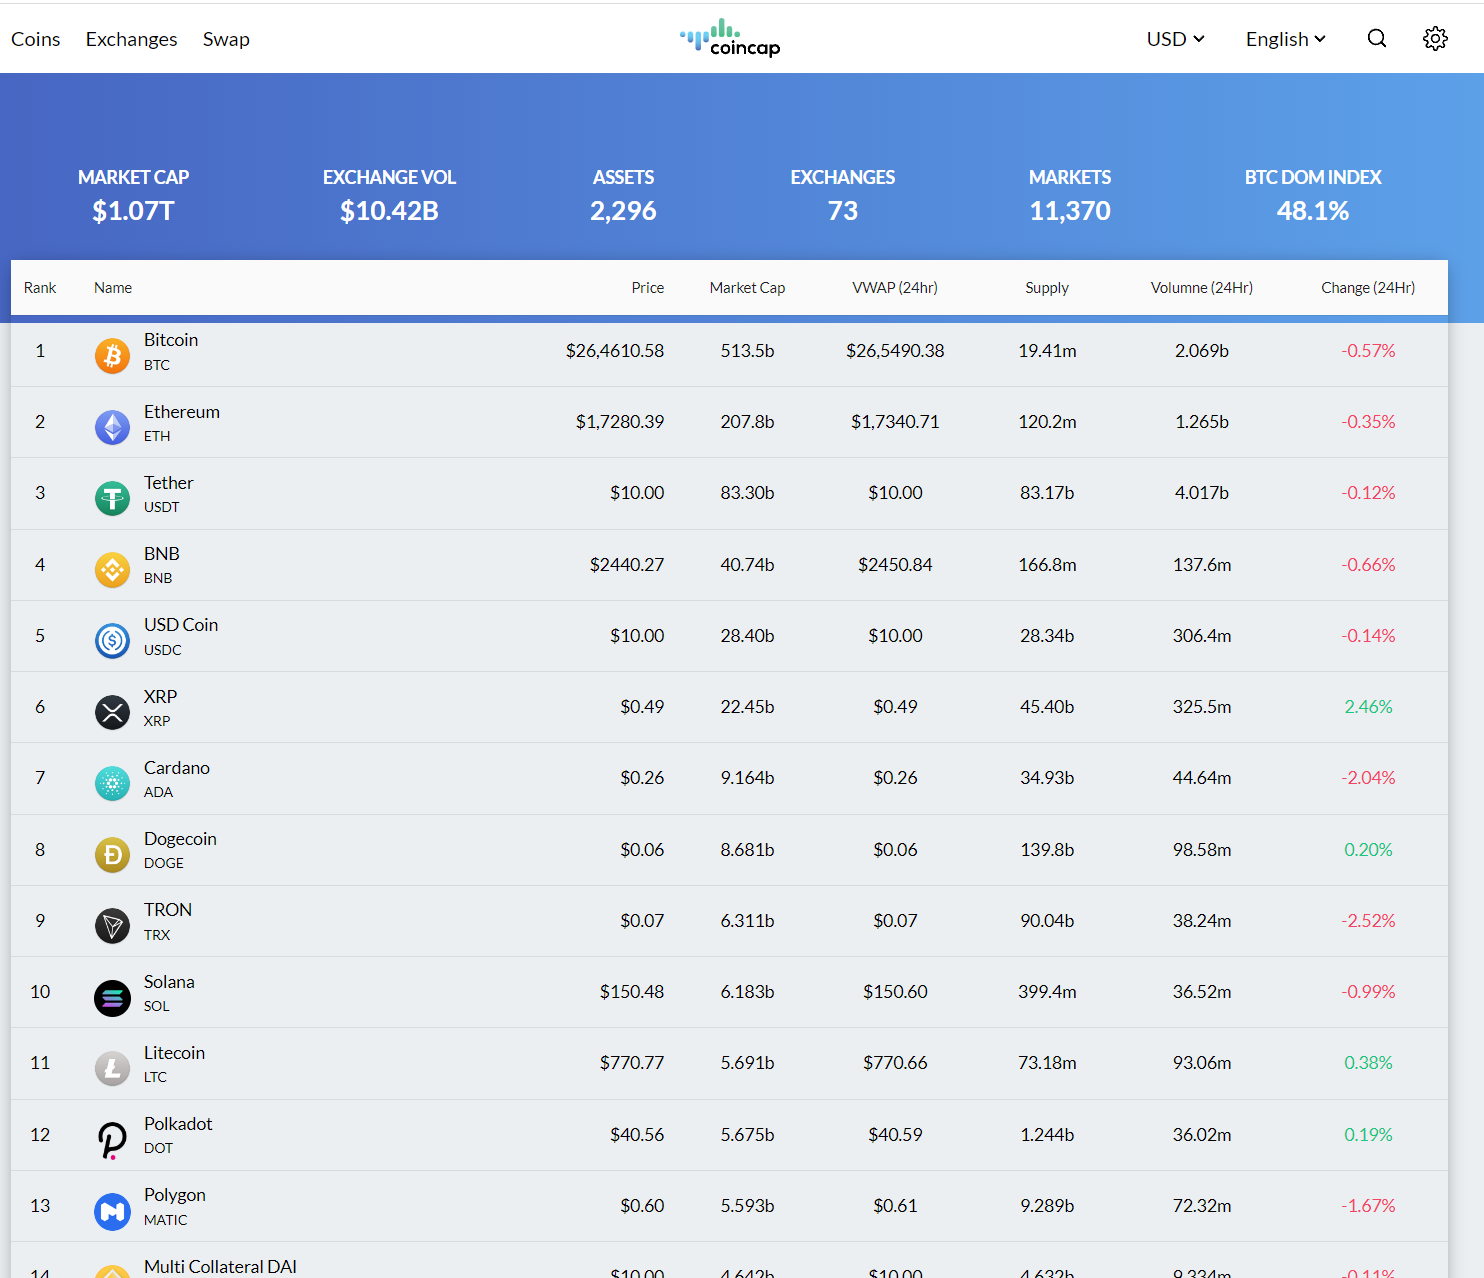 Coins Exchanges Swap coincap USD English
MARKET CAP EXCHANGE VOL ASSETS EXCHANGES MARKETS BTC DOM INDEX
$1.07T $10.42B 2,296 73 11,370 48.1%
Rank Name Price Market Cap VWAP (24hr) Supply Volumne (24Hr) Change (24Hr)
1 Bitcoin $26,4610.58 513.5b $26,5490.38 19.41m 2.069b -0.57%
BTC
2 Ethereum $1,7280.39 207.8b $1,7340.71 120.2m 1.265b -0.35%
ETH
3 Tether $10.00 83.30b $10.00 83.17b 4.017b -0.12%
USDT
4 BNB $2440.27 40.74b $2450.84 166.8m 137.6m -0.66%
BNB
5 USD Coin $10.00 28.40b $10.00 28.34b 306.4m -0.14%
USDC
6 XRP $0.49 22.45b $0.49 45.40b 325.5m 2.46%
XRP
7 Cardano $0.26 9.164b $0.26 34.93b 44.64m -2.04%
ADA
8 Dogecoin $0.06 8.681b $0.06 139.8b 98.58m 0.20%
DOGE
9 TRON $0.07 6.311b $0.07 90.04b 38.24m -2.52%
TRX
10 Solana $150.48 6.183b $150.60 399.4m 36.52m -0.99%
SOL
11 Litecoin $770.77 5.691b $770.66 73.18m 93.06m 0.38%
LTC
12 Polkadot $40.56 5.675b $40.59 1.244b 36.02m 0.19%
DOT
13 Polygon $0.60 5.593b $0.61 9.289b 72.32m -1.67%
MATIC
14 Multi Collateral DAI $10.00 4.642b $10.00 4.632b 9.334m -0.11%